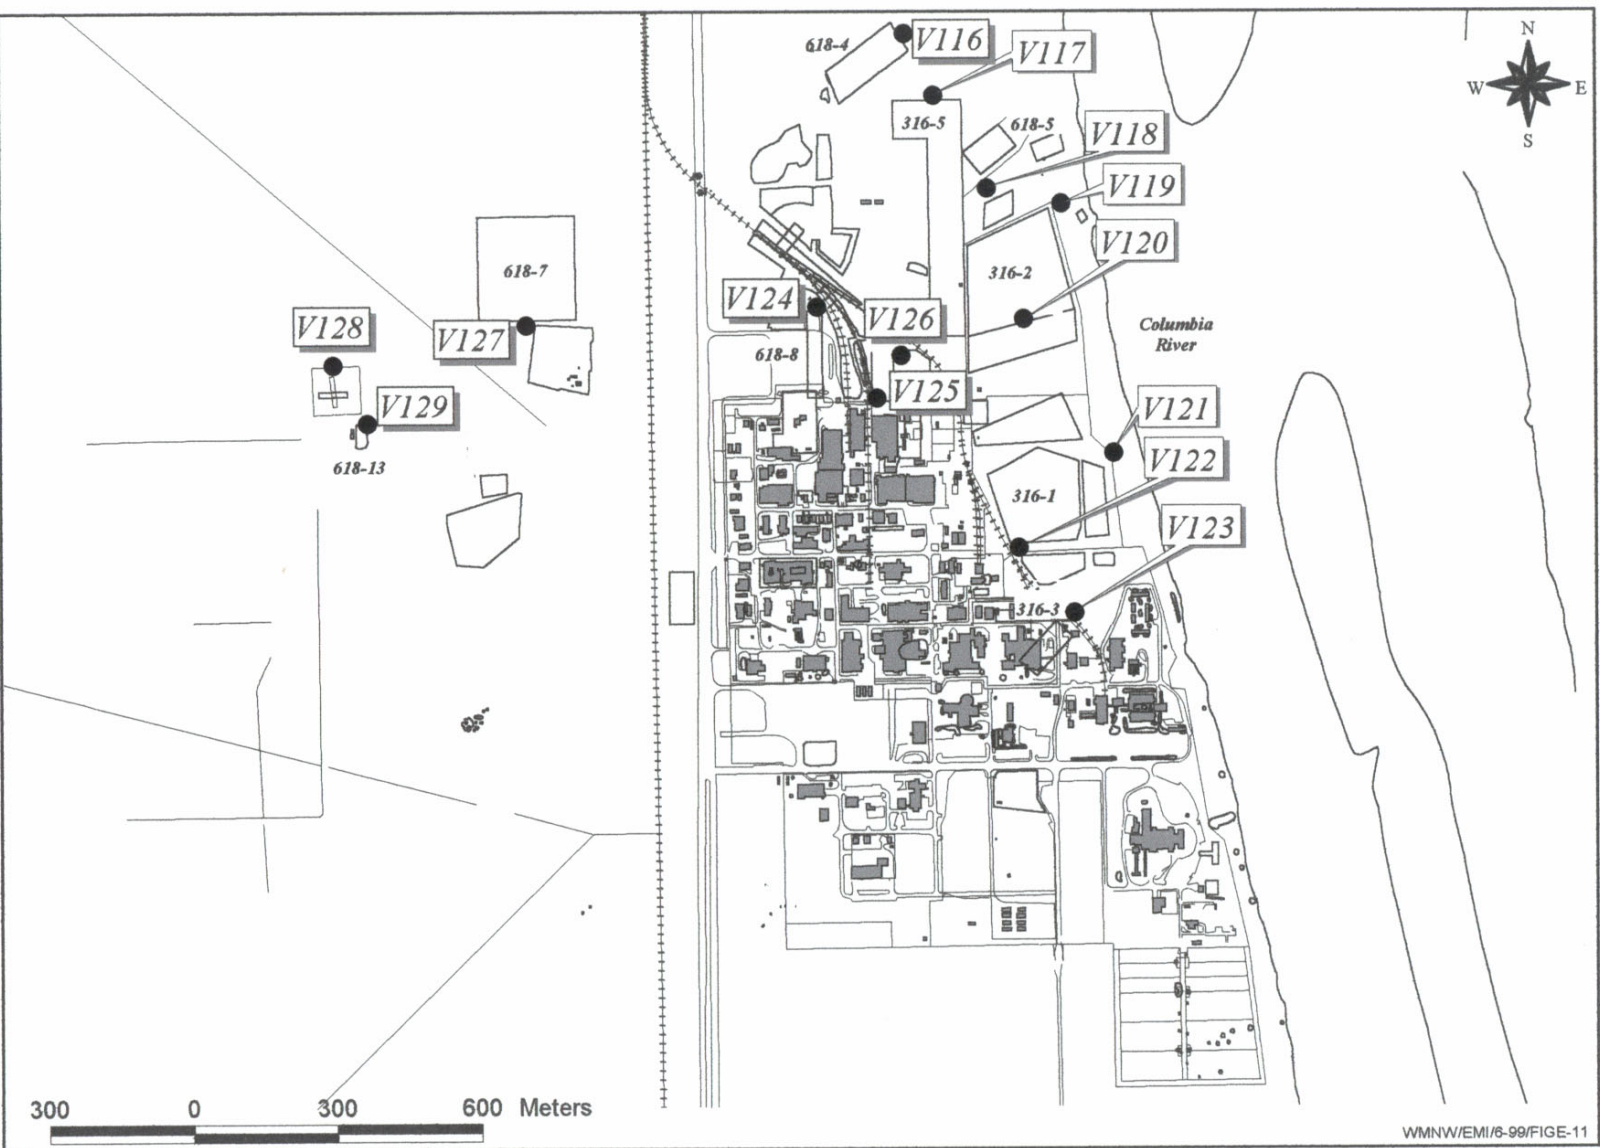 618-4
V116
V117
N
W
E
S
316-5
618-5
V118
V119
V120
618-7
316-2
V124
V126
V128
V127
Columbia
River
618-8
V125
V129
V121
618-13
V122
316-1
V123
316-3
300 0 300 600 Meters
WMNW/EMI/6-99/FIGE-11